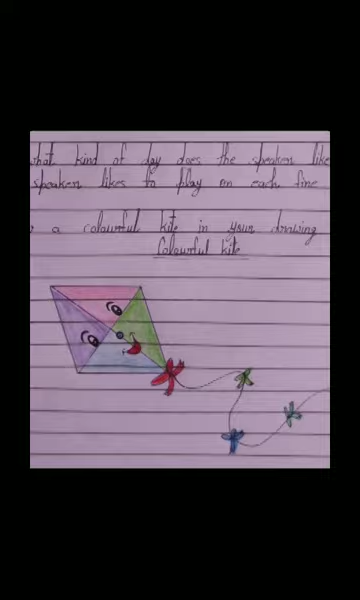 what kind of day does the speaker like
speaker likes to play on each fine
a colourful kite in your drawing
Colourful kite